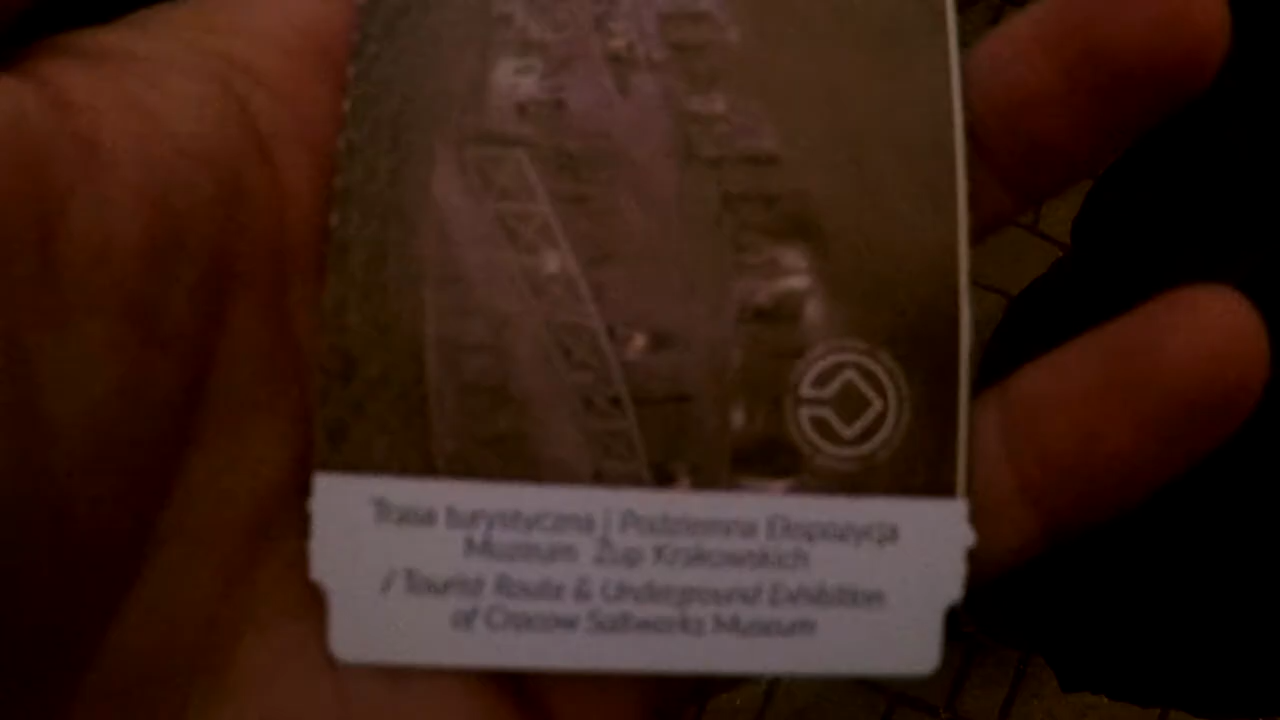 Trasa turystyczna | Podziemna Ekspozycja
Muzeum Żup Krakowskich
/ Tourist Route & Underground Exhibition
of Cracow Saltworks Museum